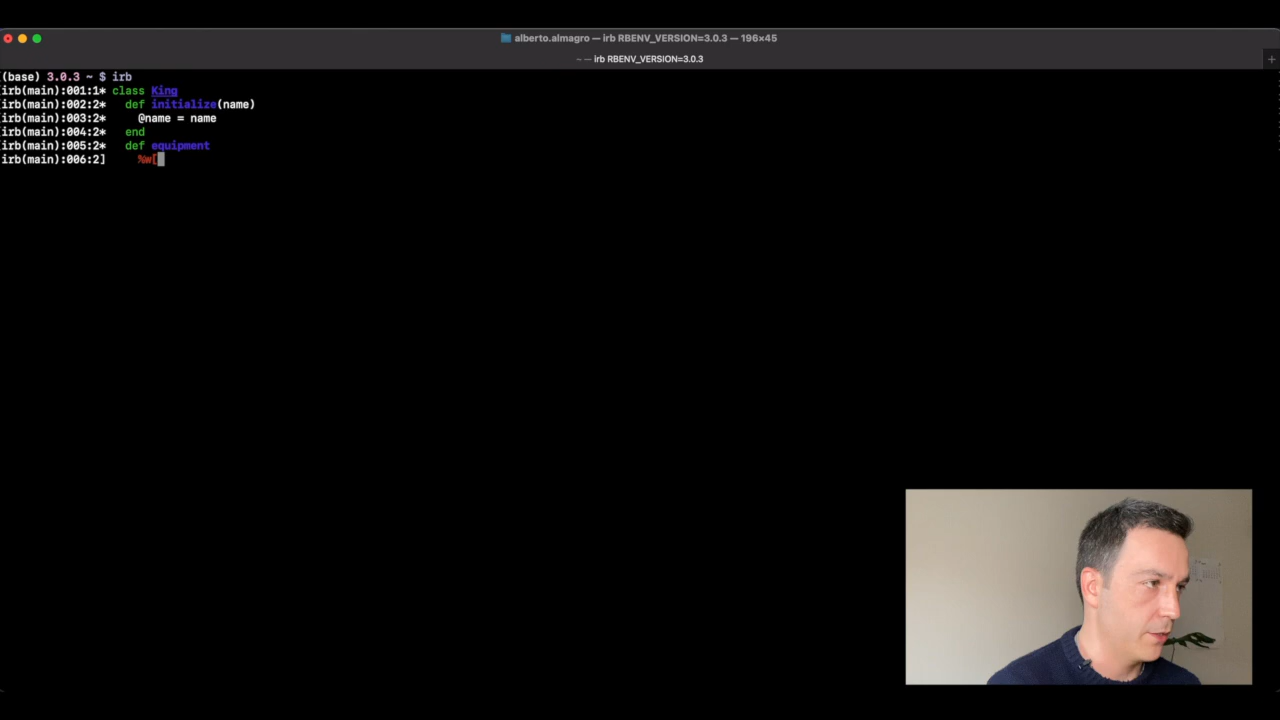 alberto.almagro — irb RBENV_VERSION=3.0.3 — 196×45
~ — irb RBENV_VERSION=3.0.3
+
(base) 3.0.3 ~ $ irb
irb(main):001:1* class King
irb(main):002:2*   def initialize(name)
irb(main):003:2*     @name = name
irb(main):004:2*   end
irb(main):005:2*   def equipment
irb(main):006:2]     %w[